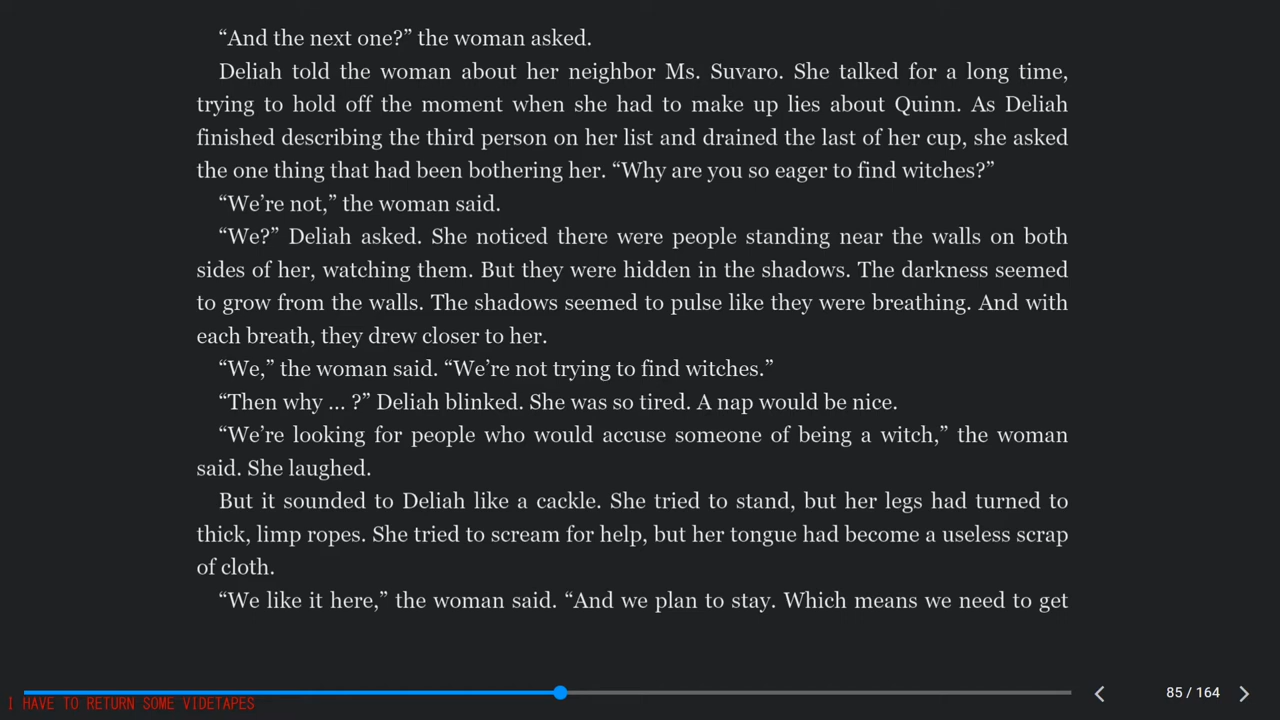 “And the next one?” the woman asked.
Deliah told the woman about her neighbor Ms. Suvaro. She talked for a long time,
trying to hold off the moment when she had to make up lies about Quinn. As Deliah
finished describing the third person on her list and drained the last of her cup, she asked
the one thing that had been bothering her. “Why are you so eager to find witches?”
“We’re not,” the woman said.
“We?” Deliah asked. She noticed there were people standing near the walls on both
sides of her, watching them. But they were hidden in the shadows. The darkness seemed
to grow from the walls. The shadows seemed to pulse like they were breathing. And with
each breath, they drew closer to her.
“We,” the woman said. “We’re not trying to find witches.”
“Then why ... ?” Deliah blinked. She was so tired. A nap would be nice.
“We’re looking for people who would accuse someone of being a witch,” the woman
said. She laughed.
But it sounded to Deliah like a cackle. She tried to stand, but her legs had turned to
thick, limp ropes. She tried to scream for help, but her tongue had become a useless scrap
of cloth.
“We like it here,” the woman said. “And we plan to stay. Which means we need to get
85 / 164
I HAVE TO RETURN SOME VIDETAPES